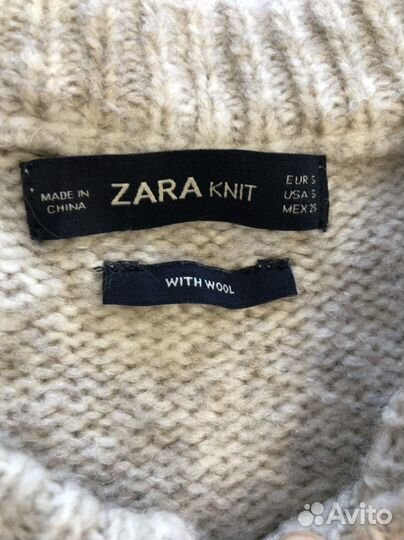 MADE IN
CHINA
ZARA KNIT
EUR S
USA S
MEX 26
WITH WOOL
Avito